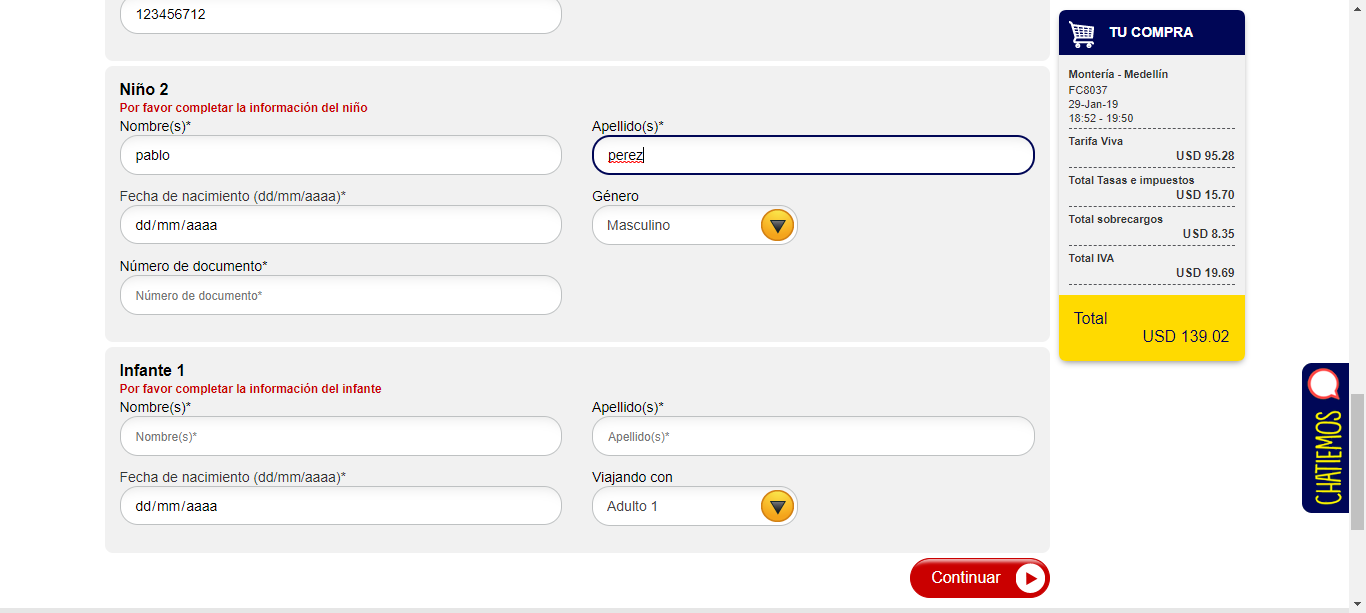 123456712
Niño 2
Por favor completar la información del niño
Nombre(s)*
Apellido(s)*
pablo
perez
Fecha de nacimiento (dd/mm/aaaa)*
Género
dd/mm/aaaa
Masculino
Número de documento*
Número de documento*
Infante 1
Por favor completar la información del infante
Nombre(s)*
Apellido(s)*
Nombre(s)*
Apellido(s)*
Fecha de nacimiento (dd/mm/aaaa)*
Viajando con
dd/mm/aaaa
Adulto 1
Continuar
TU COMPRA
Montería - Medellín
FC8037
29-Jan-19
18:52 - 19:50
Tarifa Viva
USD 95.28
Total Tasas e impuestos
USD 15.70
Total sobrecargos
USD 8.35
Total IVA
USD 19.69
Total
USD 139.02
CHATIEMOS